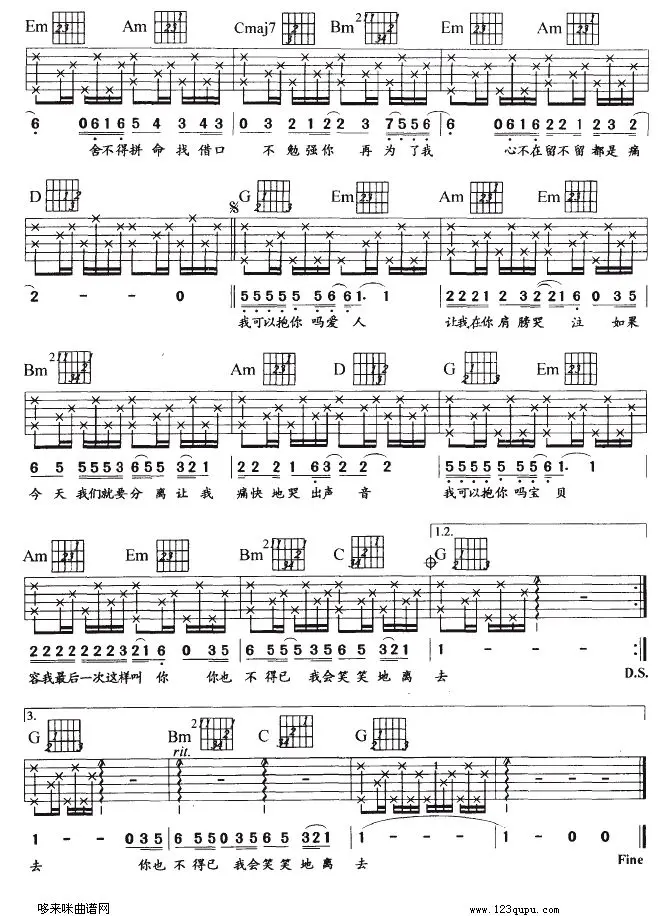 Em Am Cmaj7 Bm Em Am
6 0 6 1 6 5 4 3 4 3 0 3 2 1 2 2 3 7 5 5 6 6 0 6 1 6 2 2 1 2 3 2
舍不得拼命找借口 不勉强你再为了我 心不在留不留都是痛
D G Em Am Em
2 - - 0 5 5 5 5 5 5 6 6 1. 1 2 2 2 1 2 3 2 2 1 6 0 3 5
我可以抱你吗爱人 让我在你肩膀哭泣 如果
Bm Am D G Em
6 5 5 5 5 3 6 5 5 3 2 1 2 2 2 1 6 3 2 2 2 5 5 5 5 5 5 6 1. 1
今天我们就要分离让我 痛快地哭出声音 我可以抱你吗宝贝
1.2.
Am Em Bm C G
2 2 2 2 2 2 2 2 3 2 1 6 0 3 5 6 5 5 5 3 5 6 5 3 2 1 1 - - -
容我最后一次这样叫你 你也不得已我会笑笑地离去
D.S.
3.
G Bm C G
rit.
1 - - 0 3 5 6 5 5 0 3. 5 6 5 3 2 1 1 - - - 1 - 0 0
去 你也不得已我会笑笑地离去
Fine
哆来咪曲谱网
www.123qupu.com